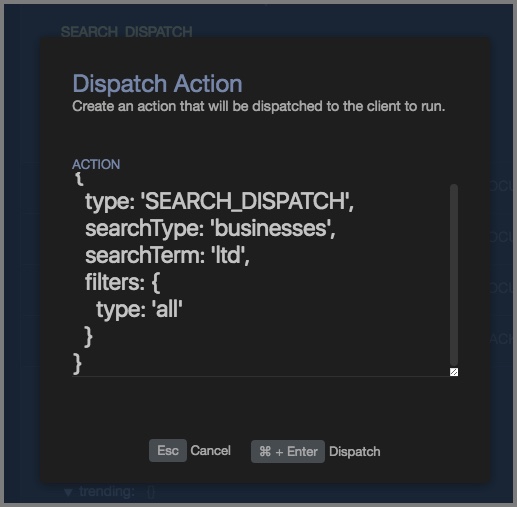 SEARCH_DISPATCH
Dispatch Action
Create an action that will be dispatched to the client to run.
ACTION
{
type: 'SEARCH_DISPATCH',
searchType: 'businesses',
searchTerm: 'ltd',
filters: {
type: 'all'
}
}
Esc Cancel ⌘ + Enter Dispatch
▼ trending: {}